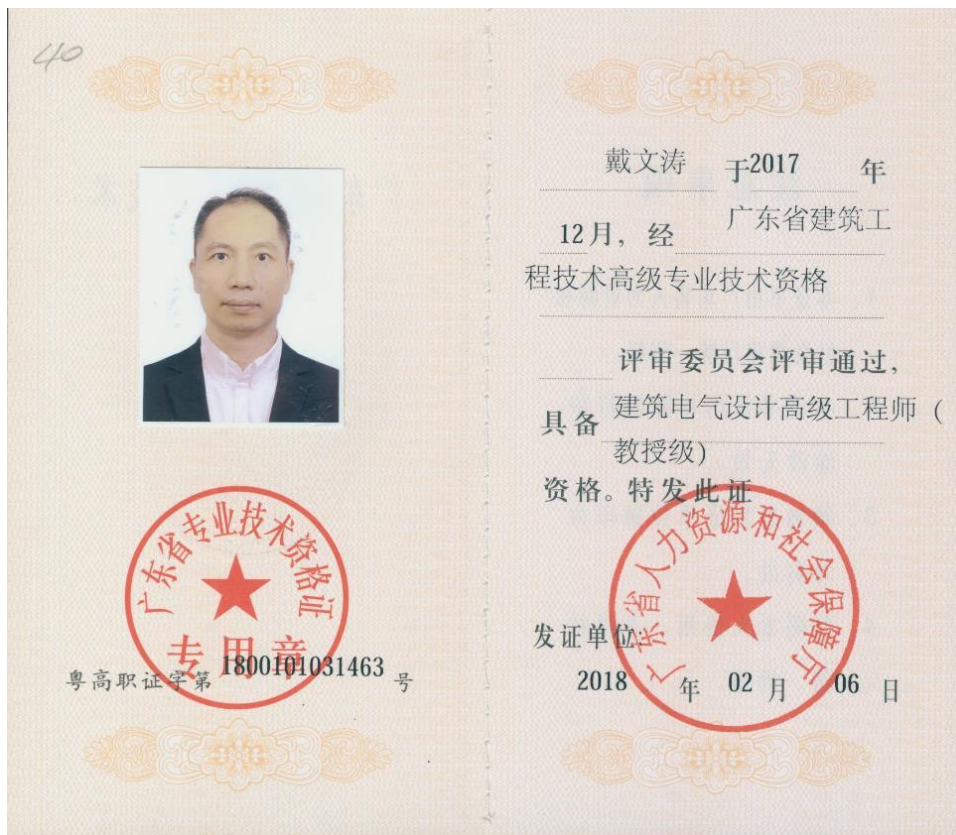 40
广东省专业技术资格证
专用章
粤高职证字第 1800101031463 号
戴文涛 于2017 年
12月，经 广东省建筑工
程技术高级专业技术资格
评审委员会评审通过，
具备 建筑电气设计高级工程师（
教授级）
资格。特发此证
广东省人力资源和社会保障厅
发证单位
2018 年 02 月 06 日